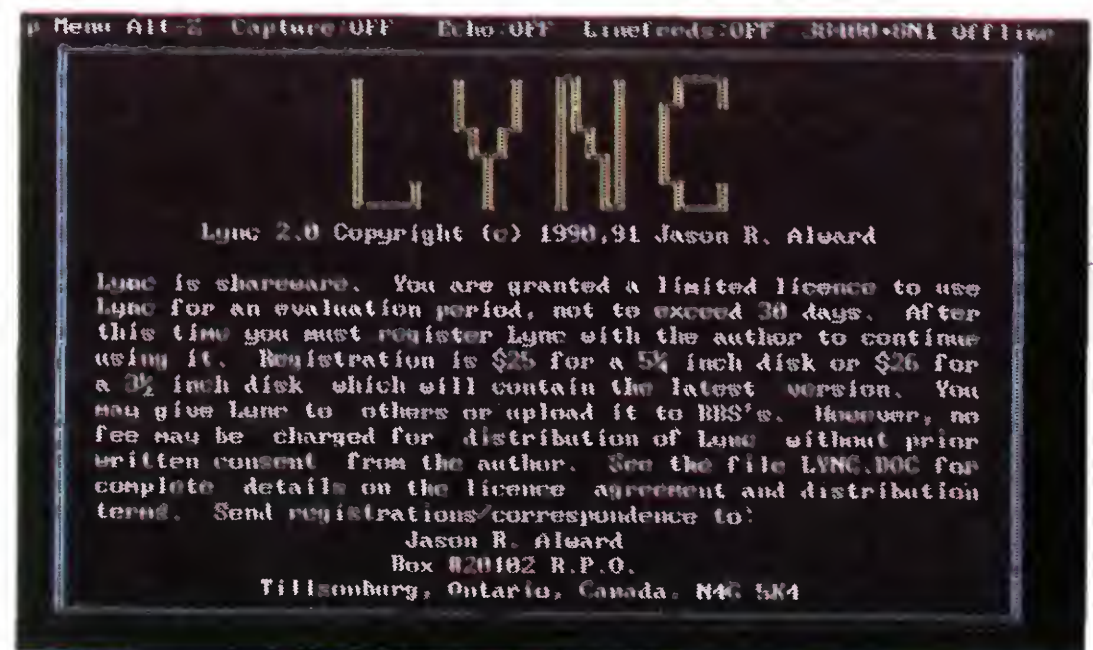 Menu Alt-Z Capture:OFF Echo:OFF Linefeeds:OFF 38400•8N1 Offline
LYNC
Lync 2.0 Copyright (c) 1990,91 Jason R. Alward
Lync is shareware. You are granted a limited licence to use
Lync for an evaluation period, not to exceed 30 days. After
this time you must register Lync with the author to continue
using it. Registration is $25 for a 5¼ inch disk or $26 for
a 3½ inch disk which will contain the latest version. You
may give Lync to others or upload it to BBS's. However, no
fee may be charged for distribution of Lync without prior
written consent from the author. See the file LYNC.DOC for
complete details on the licence agreement and distribution
terms. Send registrations/correspondence to:
Jason R. Alward
Box #20102 R.P.O.
Tillsonburg, Ontario, Canada. N4G 5K4